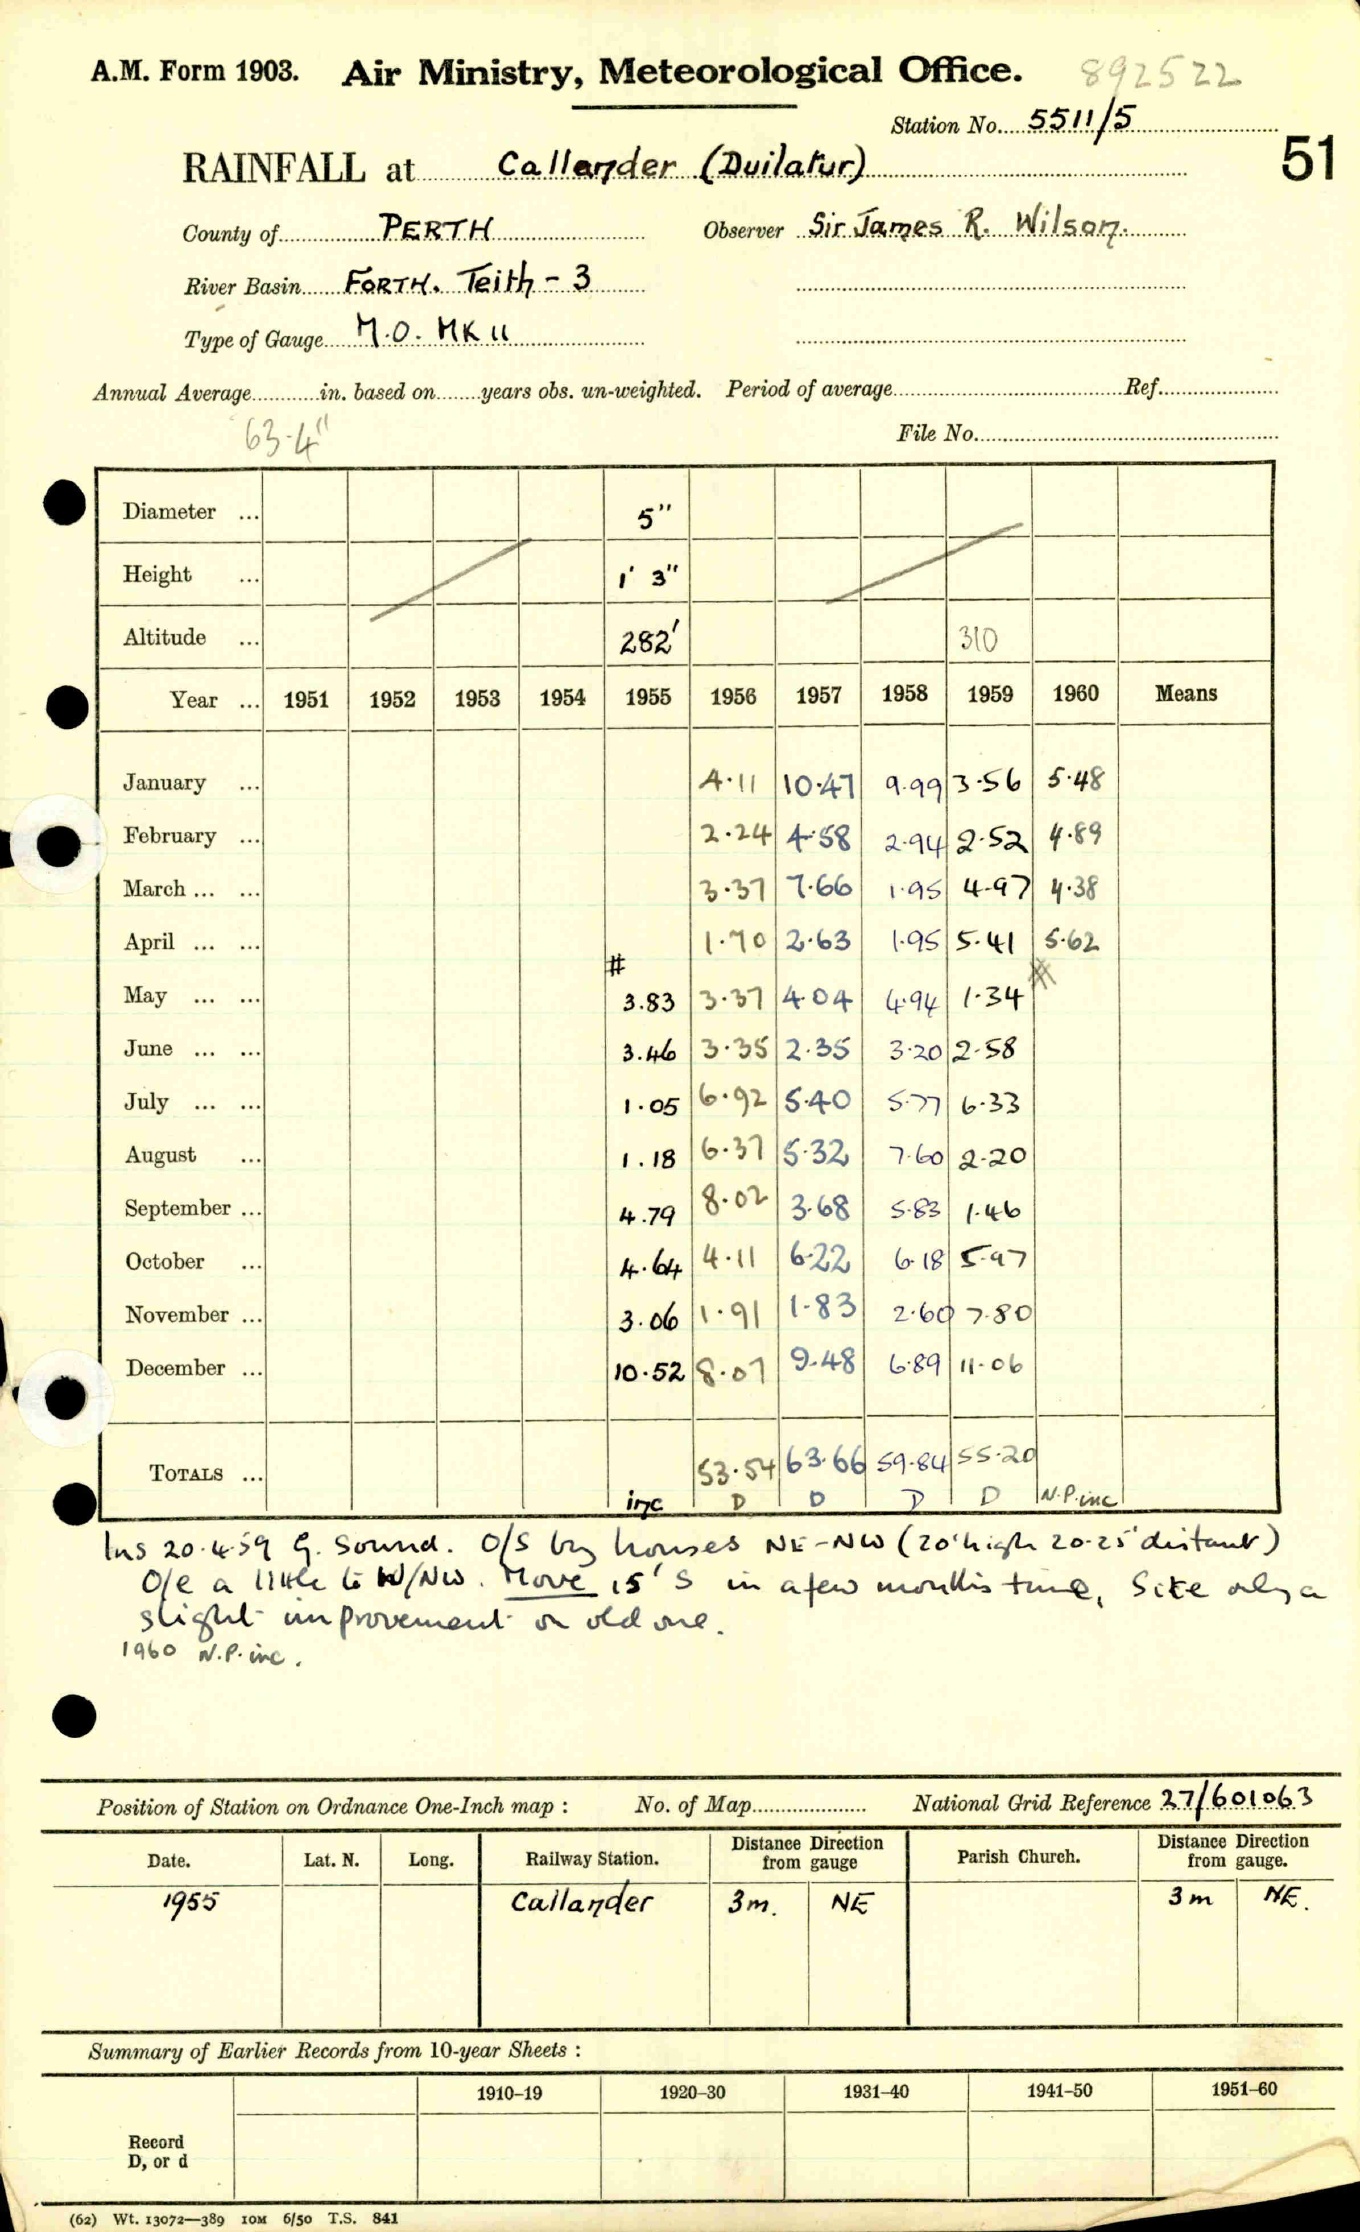 A.M. Form 1903. Air Ministry, Meteorological Office. 892522
Station No. 5511/5
51
RAINFALL at Callander (Duilatur)
County of PERTH Observer Sir James R. Wilson.
River Basin FORTH. Teith - 3
Type of Gauge M.O. MK II
Annual Average in. based on years obs. un-weighted. Period of average Ref.
63.4"
File No.
Diameter ... 5"
Height ... 1' 3"
Altitude ... 282' 310
Year ... 1951 1952 1953 1954 1955 1956 1957 1958 1959 1960 Means
January ... 4.11 10.47 9.99 3.56 5.48
February ... 2.24 4.58 2.94 2.52 4.89
March ... ... 3.37 7.66 1.95 4.97 4.38
April ... ... 1.70 2.63 1.95 5.41 5.62
# #
May ... ... 3.83 3.37 4.04 4.94 1.34
June ... ... 3.46 3.35 2.35 3.20 2.58
July ... ... 1.05 6.92 5.40 5.77 6.33
August ... 1.18 6.37 5.32 7.60 2.20
September ... 4.79 8.02 3.68 5.83 1.46
October ... 4.64 4.11 6.22 6.18 5.97
November ... 3.06 1.91 1.83 2.60 7.80
December ... 10.52 8.07 9.48 6.89 11.06
TOTALS ... 53.54 63.66 59.84 55.20
inc D D D D N.P. inc
Ins 20.4.59 G. Sound. O/S by houses NE-NW (20' high 20-25' distant)
O/e a little to W/NW. Move 15' S in a few months time, Site only a
slight improvement on old one.
1960 N.P. inc.
Position of Station on Ordnance One-Inch map : No. of Map National Grid Reference 27/601063
Date. Lat. N. Long. Railway Station. Distance Direction from gauge Parish Church. Distance Direction from gauge.
1955 Callander 3m. NE 3m NE.
Summary of Earlier Records from 10-year Sheets :
1910–19 1920–30 1931–40 1941–50 1951–60
Record
D, or d
(62) Wt. 13072—389 10M 6/50 T.S. 841